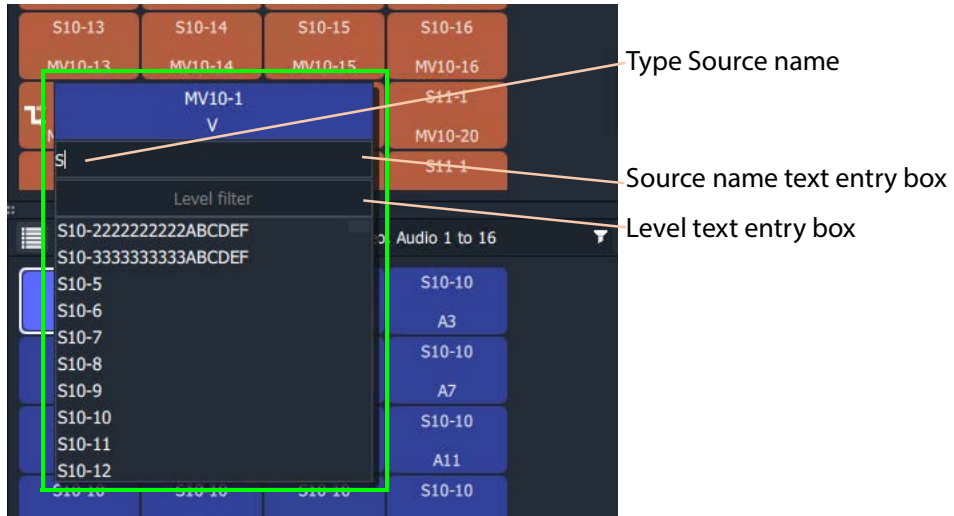 S10-13 S10-14 S10-15 S10-16
MV10-13 MV10-14 MV10-15 MV10-16
Type Source name
MV10-1
V
S11-1
MV10-20
S
S11-1
Source name text entry box
Level filter
Level text entry box
S10-2222222222ABCDEF
Audio 1 to 16
S10-3333333333ABCDEF
S10-5
S10-10
S10-6
A3
S10-7
S10-10
S10-8
S10-9
A7
S10-10
S10-10
S10-11
A11
S10-12
S10-10 S10-10 S10-10 S10-10